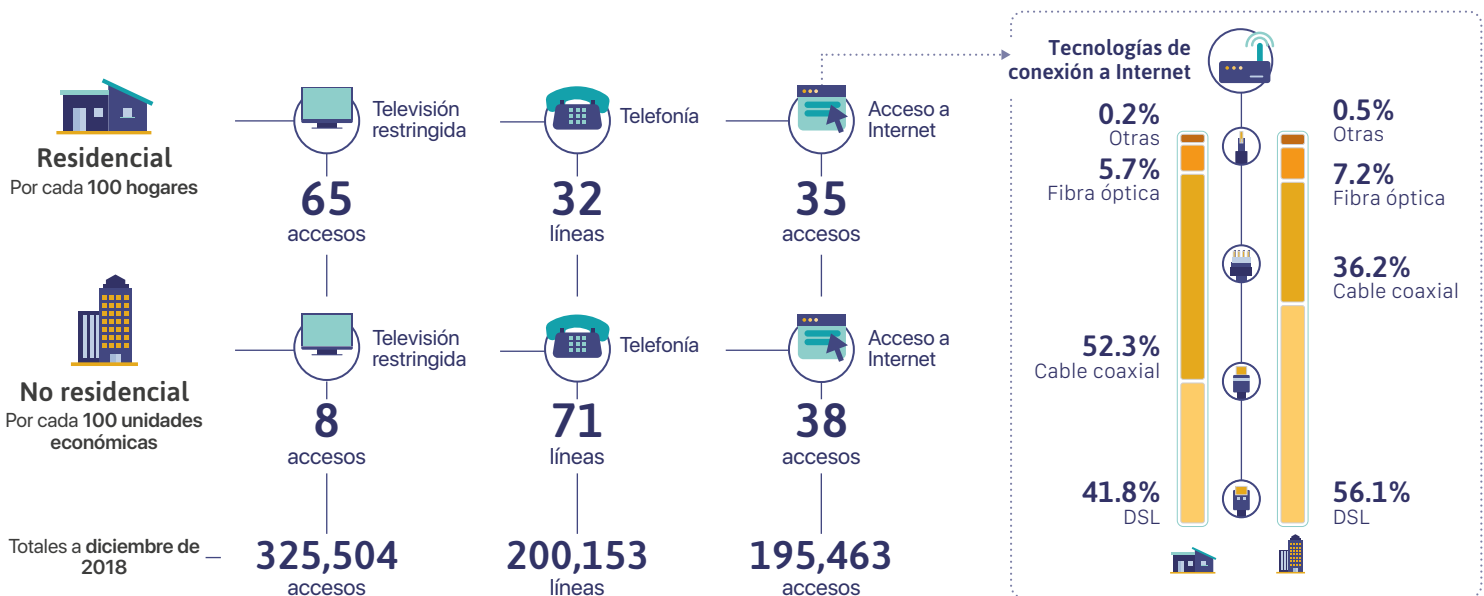 Residencial
Por cada 100 hogares
Televisión
restringida
65
accesos
Telefonía
32
líneas
Acceso a
Internet
35
accesos
No residencial
Por cada 100 unidades
económicas
Televisión
restringida
8
accesos
Telefonía
71
líneas
Acceso a
Internet
38
accesos
Totales a diciembre de
2018
325,504
accesos
200,153
líneas
195,463
accesos
Tecnologías de
conexión a Internet
0.2%
Otras
5.7%
Fibra óptica
52.3%
Cable coaxial
41.8%
DSL
0.5%
Otras
7.2%
Fibra óptica
36.2%
Cable coaxial
56.1%
DSL